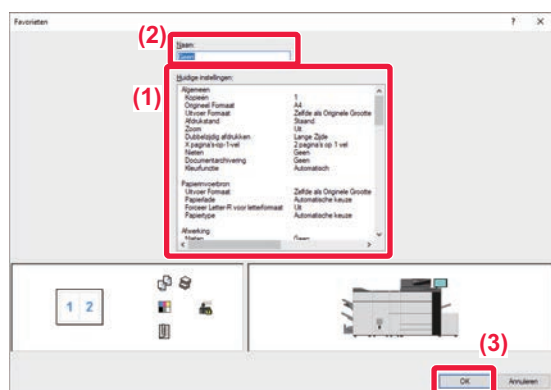 Favorieten
? X
(2)
Naam:
(1)
Huidige instellingen:
Algemeen
Kopieën 1
Origineel Formaat A4
Uitvoer Formaat Zelfde als Originele Grootte
Afdrukstand Staand
Zoom Uit
Dubbelzijdig afdrukken Lange Zijde
X pagina's-op-1-vel 2 pagina's op 1 vel
Nieten Geen
Documentarchivering Geen
Kleurfunctie Automatisch
Papierinvoerbron
Uitvoer Formaat Zelfde als Originele Grootte
Papierlade Automatische keuze
Forceer Letter-R voor letterformaat Uit
Papiertype Automatische keuze
Afwerking
Nieten Geen
1 2
(3)
OK Annuleren